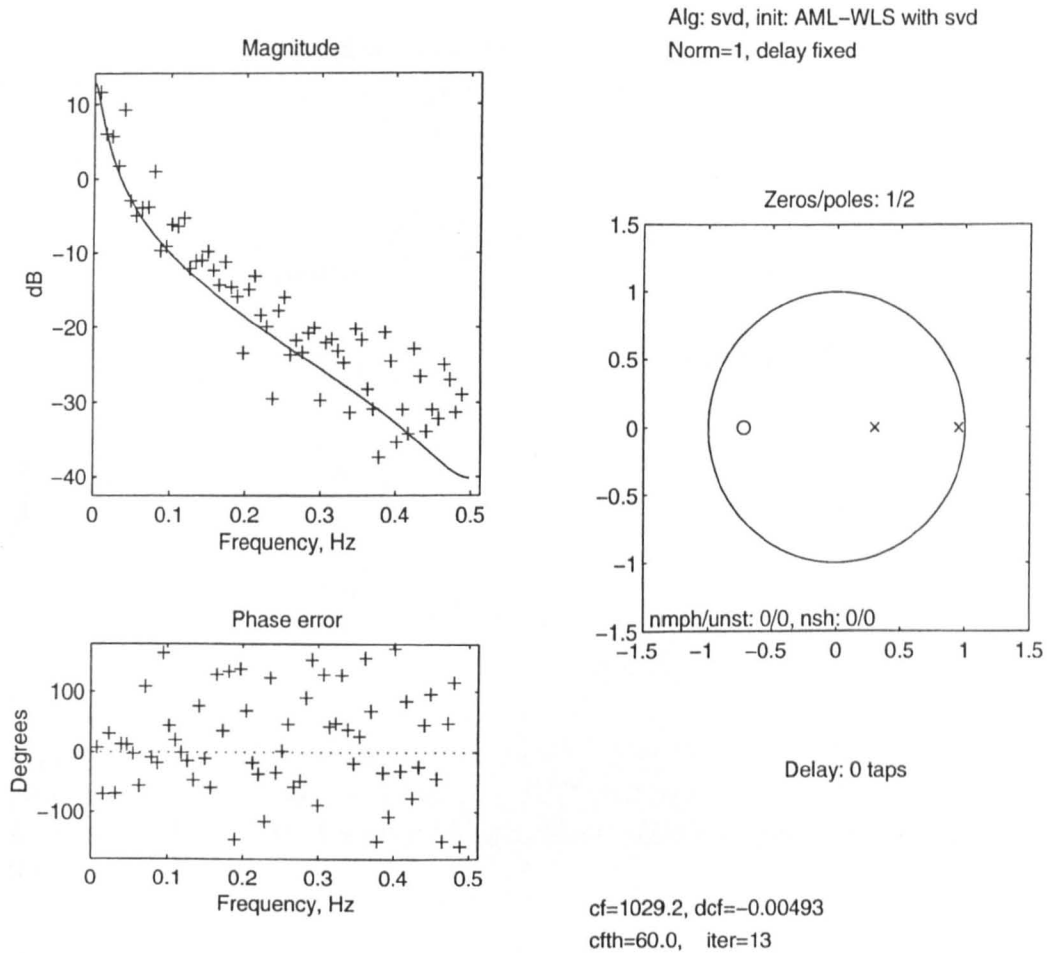 Alg: svd, init: AML−WLS with svd
Norm=1, delay fixed
Magnitude
10
0
−10
−20
−30
−40
dB
0 0.1 0.2 0.3 0.4 0.5
Frequency, Hz
Zeros/poles: 1/2
1.5
1
0.5
0
−0.5
−1
−1.5
nmph/unst: 0/0, nsh: 0/0
−1.5 −1 −0.5 0 0.5 1 1.5
Phase error
100
0
−100
Degrees
0 0.1 0.2 0.3 0.4 0.5
Frequency, Hz
Delay: 0 taps
cf=1029.2, dcf=−0.00493
cfth=60.0, iter=13